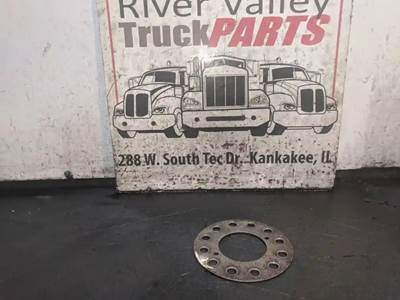 River Valley
TruckPARTS
288 W. South Tec Dr. Kankakee, IL